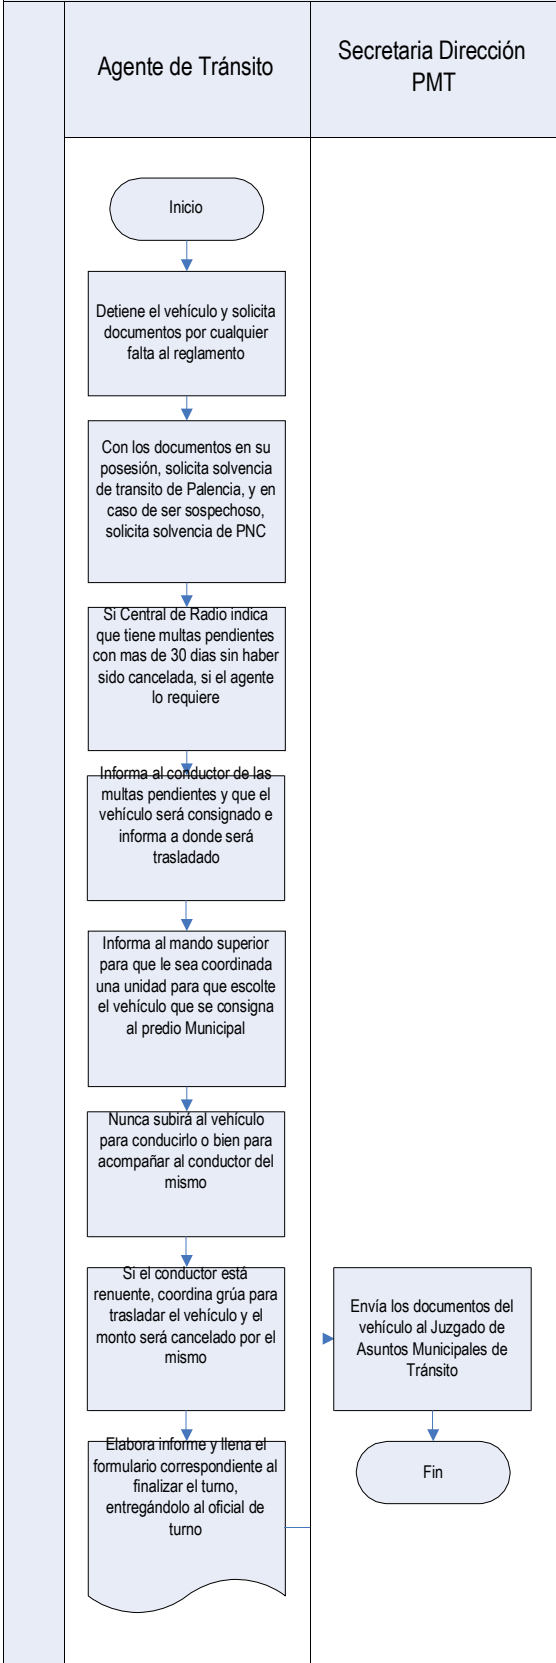 Agente de Tránsito
Secretaria Dirección
PMT
Inicio
Detiene el vehículo y solicita
documentos por cualquier
falta al reglamento
Con los documentos en su
posesión, solicita solvencia
de transito de Palencia, y en
caso de ser sospechoso,
solicita solvencia de PNC
Si Central de Radio indica
que tiene multas pendientes
con mas de 30 dias sin haber
sido cancelada, si el agente
lo requiere
Informa al conductor de las
multas pendientes y que el
vehículo será consignado e
informa a donde será
trasladado
Informa al mando superior
para que le sea coordinada
una unidad para que escolte
el vehículo que se consigna
al predio Municipal
Nunca subirá al vehículo
para conducirlo o bien para
acompañar al conductor del
mismo
Si el conductor está
renuente, coordina grúa para
trasladar el vehículo y el
monto será cancelado por el
mismo
Elabora informe y llena el
formulario correspondiente al
finalizar el turno,
entregándolo al oficial de
turno
Envía los documentos del
vehículo al Juzgado de
Asuntos Municipales de
Tránsito
Fin